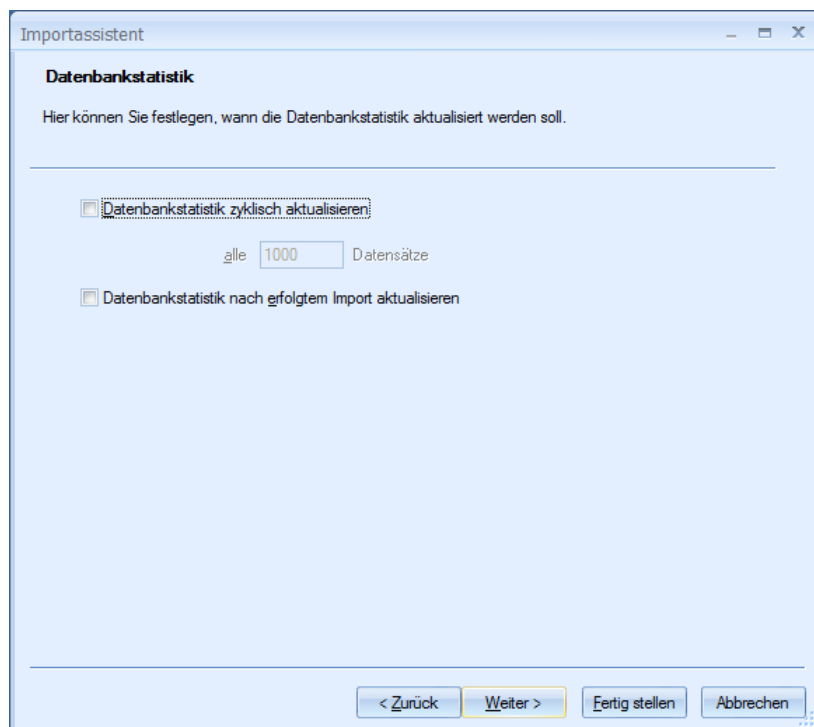 Importassistent
Datenbankstatistik
Hier können Sie festlegen, wann die Datenbankstatistik aktualisiert werden soll.
Datenbankstatistik zyklisch aktualisieren
alle 1000 Datensätze
Datenbankstatistik nach erfolgtem Import aktualisieren
< Zurück Weiter > Fertig stellen Abbrechen